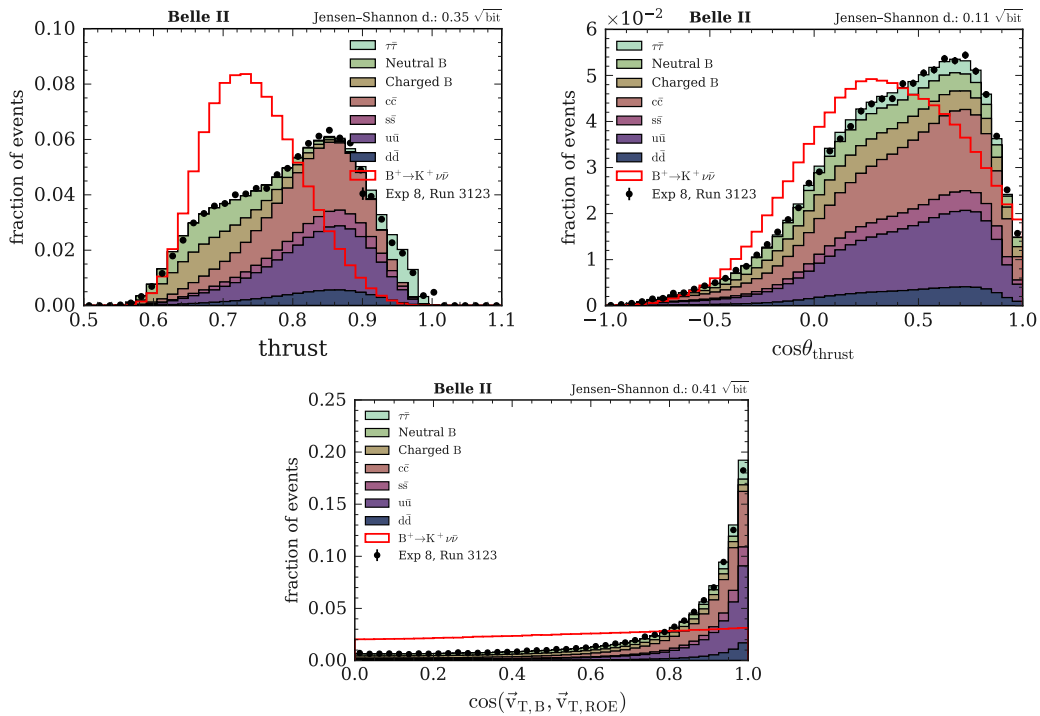 Belle II Jensen–Shannon d.: 0.35 √bit
0.10
0.08
0.06
0.04
0.02
0.00
fraction of events
ττ̄
Neutral B
Charged B
cc̄
ss̄
uū
dd̄
B⁺→K⁺νν̄
Exp 8, Run 3123
0.5 0.6 0.7 0.8 0.9 1.0 1.1
thrust
×10⁻² Belle II Jensen–Shannon d.: 0.11 √bit
6
5
4
3
2
1
0
fraction of events
ττ̄
Neutral B
Charged B
cc̄
ss̄
uū
dd̄
B⁺→K⁺νν̄
Exp 8, Run 3123
−1.0 −0.5 0.0 0.5 1.0
cosθ_thrust
Belle II Jensen–Shannon d.: 0.41 √bit
0.25
0.20
0.15
0.10
0.05
0.00
fraction of events
ττ̄
Neutral B
Charged B
cc̄
ss̄
uū
dd̄
B⁺→K⁺νν̄
Exp 8, Run 3123
0.0 0.2 0.4 0.6 0.8 1.0
cos(v⃗_T,B, v⃗_T,ROE)